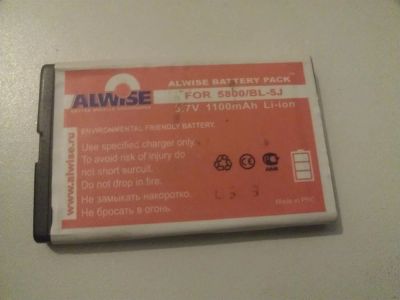 ALWISE
ALWISE BATTERY PACK
FOR 5800/BL-5J
3.7V 1100mAh Li-ion
ENVIRONMENTAL FRIENDLY BATTERY.
Use specified charger only.
To avoid risk of injury do
not short curcuit.
Do not dispose in fire.
Не замыкать накоротко.
Не бросать в огонь.
www.alwise.ru
Made in PRC